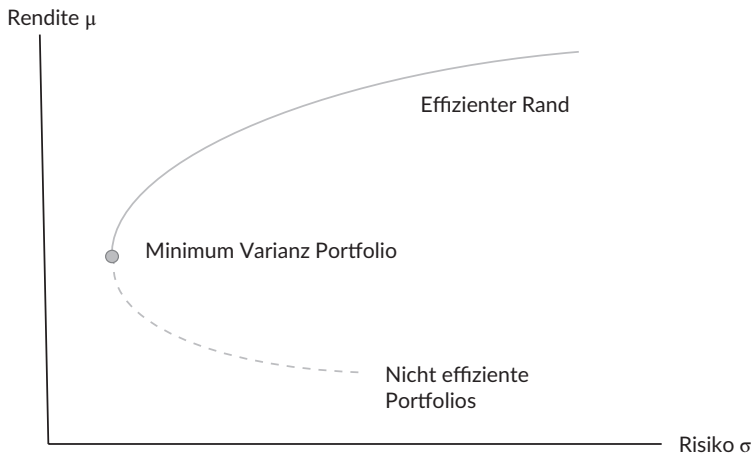 Rendite μ
Effizienter Rand
Minimum Varianz Portfolio
Nicht effiziente
Portfolios
Risiko σ